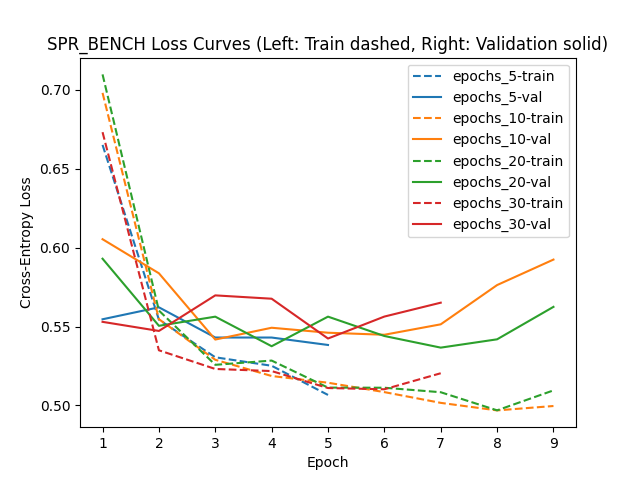 SPR_BENCH Loss Curves (Left: Train dashed, Right: Validation solid)
Cross-Entropy Loss
0.70
0.65
0.60
0.55
0.50
epochs_5-train
epochs_5-val
epochs_10-train
epochs_10-val
epochs_20-train
epochs_20-val
epochs_30-train
epochs_30-val
1 2 3 4 5 6 7 8 9
Epoch